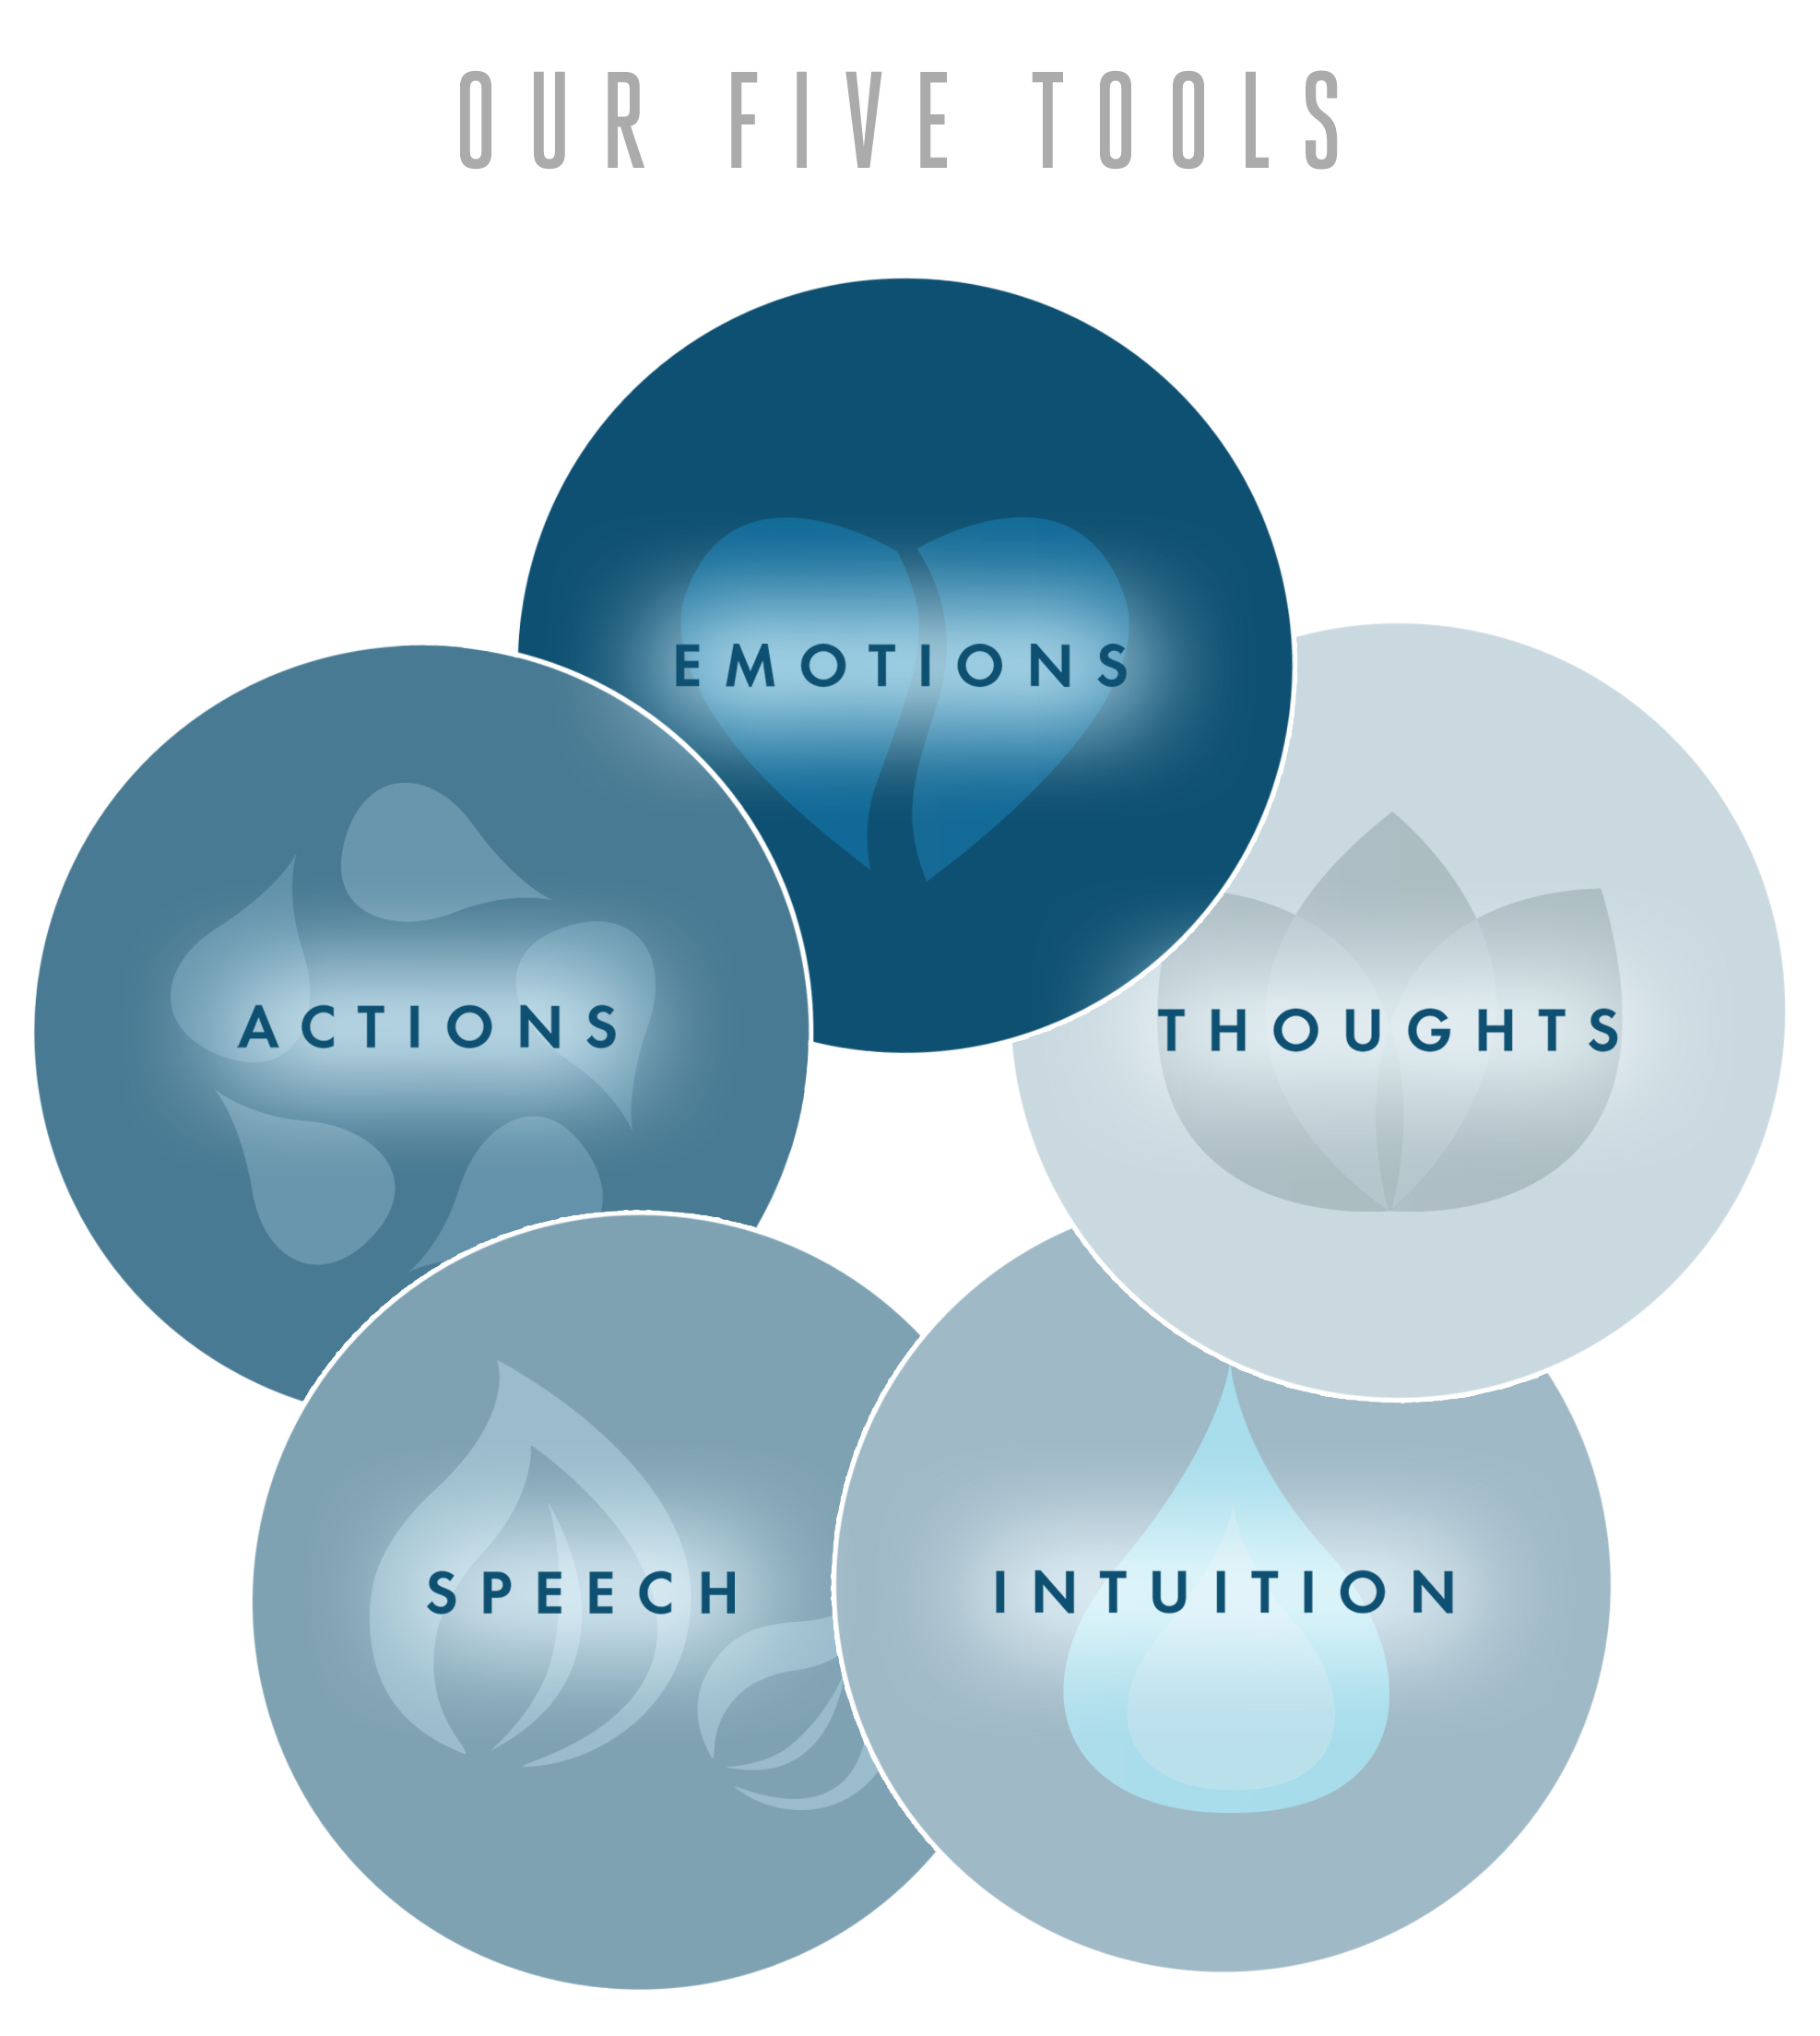 OUR FIVE TOOLS
EMOTIONS
ACTIONS
THOUGHTS
SPEECH
INTUITION